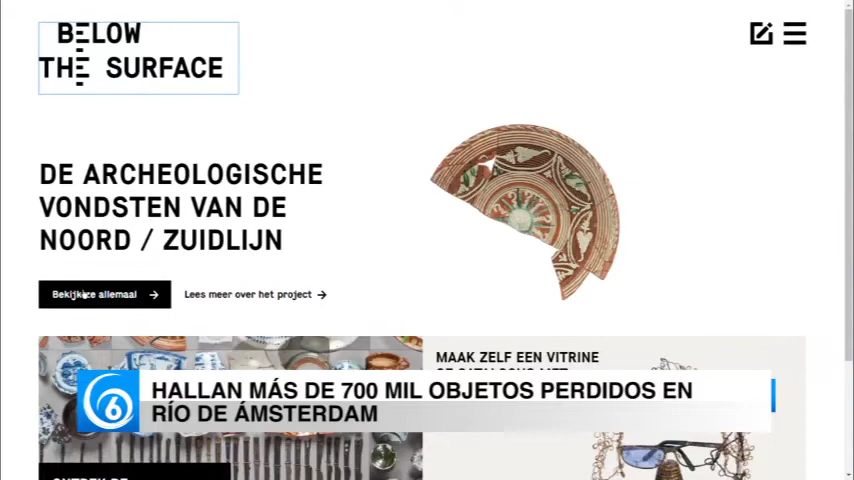 BELOW
THE SURFACE
DE ARCHEOLOGISCHE
VONDSTEN VAN DE
NOORD / ZUIDLIJN
Bekijk ze allemaal →
Lees meer over het project →
MAAK ZELF EEN VITRINE
6
HALLAN MÁS DE 700 MIL OBJETOS PERDIDOS EN
RÍO DE ÁMSTERDAM